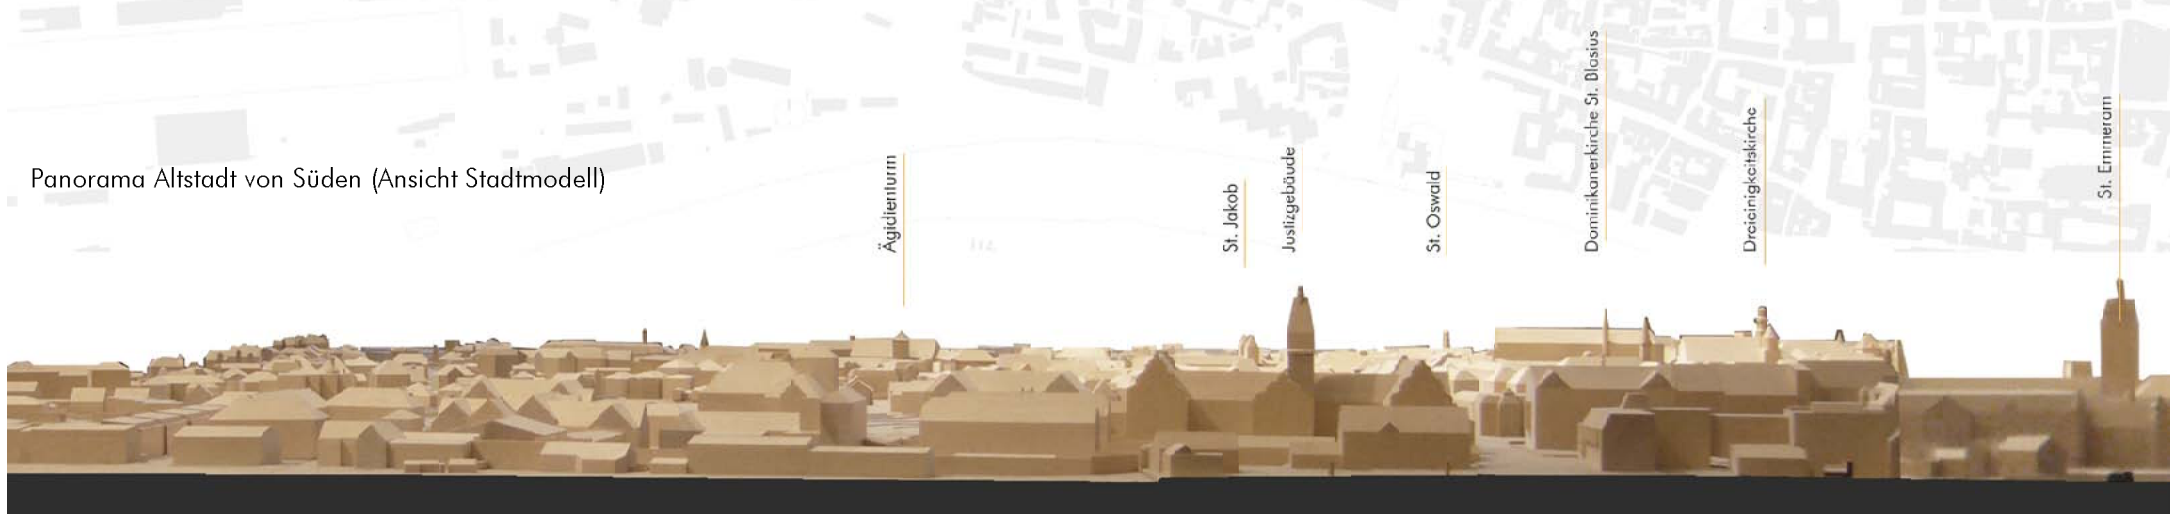 Panorama Altstadt von Süden (Ansicht Stadtmodell)
Ägidienturm
St. Jakob
Justizgebäude
St. Oswald
Dominikanerkirche St. Blasius
Dreieinigkeitskirche
St. Emmeram